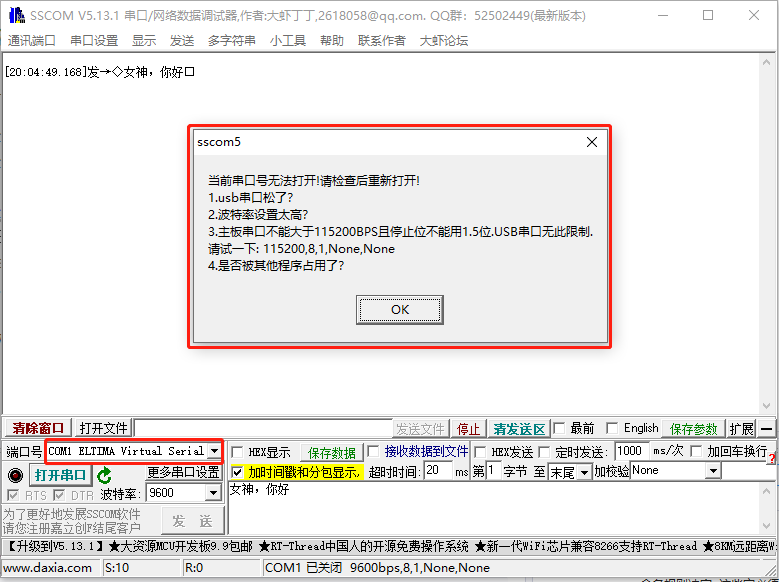 SSCOM V5.13.1 串口/网络数据调试器,作者:大虾丁丁,2618058@qq.com. QQ群： 52502449(最新版本)
通讯端口 串口设置 显示 发送 多字符串 小工具 帮助 联系作者 大虾论坛
[20:04:49.168]发→◇女神，你好□
sscom5
当前串口号无法打开!请检查后重新打开!
1.usb串口松了?
2.波特率设置太高?
3.主板串口不能大于115200BPS且停止位不能用1.5位.USB串口无此限制.
请试一下: 115200,8,1,None,None
4.是否被其他程序占用了?
OK
清除窗口 打开文件 发送文件 停止 清发送区 最前 English 保存参数 扩展 —
端口号 COM1 ELTIMA Virtual Serial HEX显示 保存数据 接收数据到文件 HEX发送 定时发送: 1000 ms/次 加回车换行
打开串口 更多串口设置 加时间戳和分包显示, 超时时间: 20 ms 第 1 字节 至 末尾 加校验 None
RTS DTR 波特率: 9600
女神，你好
为了更好地发展SSCOM软件
请您注册嘉立创F结尾客户
发 送
【升级到V5.13.1】★大资源MCU开发板9.9包邮 ★RT-Thread中国人的开源免费操作系统 ★新一代WiFi芯片兼容8266支持RT-Thread ★8KM远距离W
www.daxia.com S:10 R:0 COM1 已关闭 9600bps,8,1,None,None